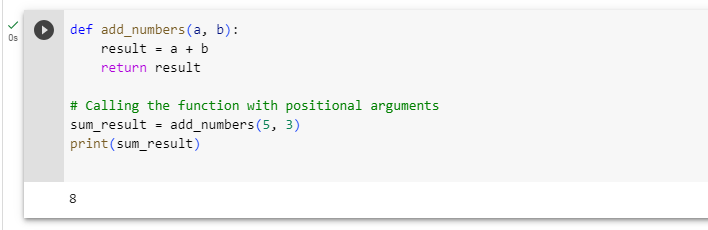 def add_numbers(a, b):
    result = a + b
    return result

# Calling the function with positional arguments
sum_result = add_numbers(5, 3)
print(sum_result)
0s
8